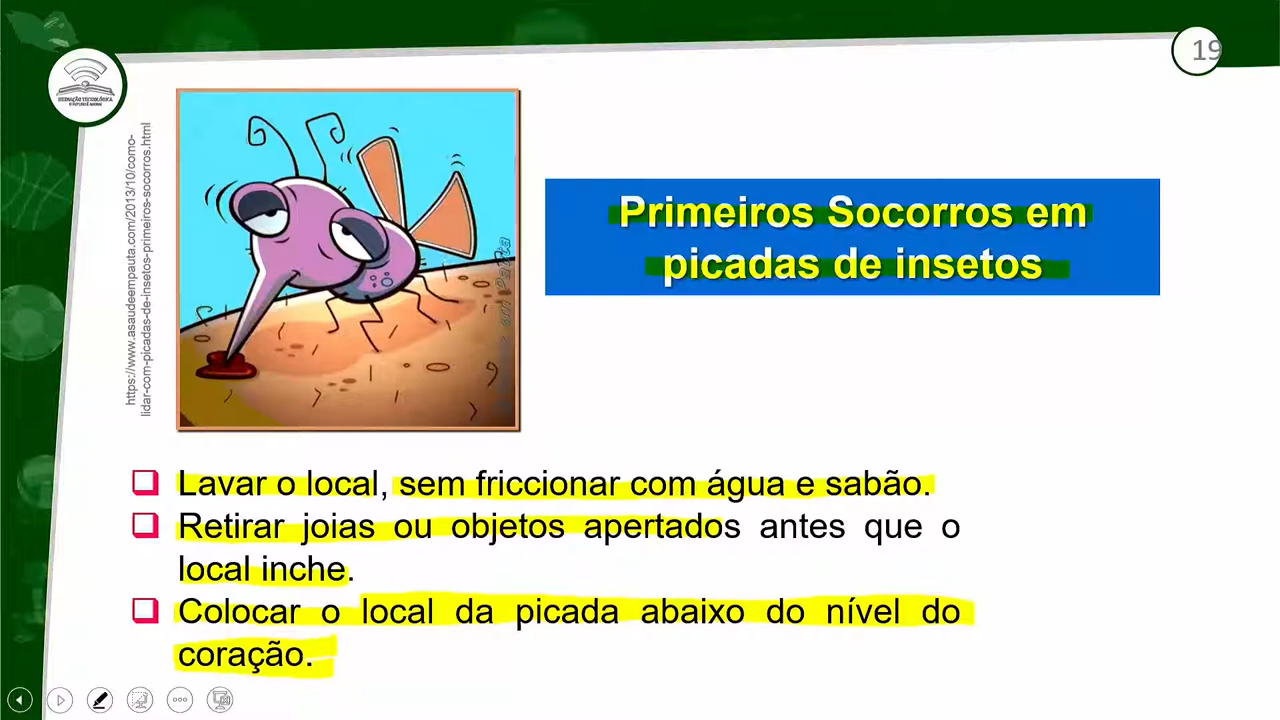 19
MEDIAÇÃO TECNOLÓGICA
https://www.asaudeempauta.com/2013/10/como-
lidar-com-picadas-de-insetos-primeiros-socorros.html
Primeiros Socorros em
picadas de insetos
Lavar o local, sem friccionar com água e sabão.
Retirar joias ou objetos apertados antes que o
local inche.
Colocar o local da picada abaixo do nível do
coração.